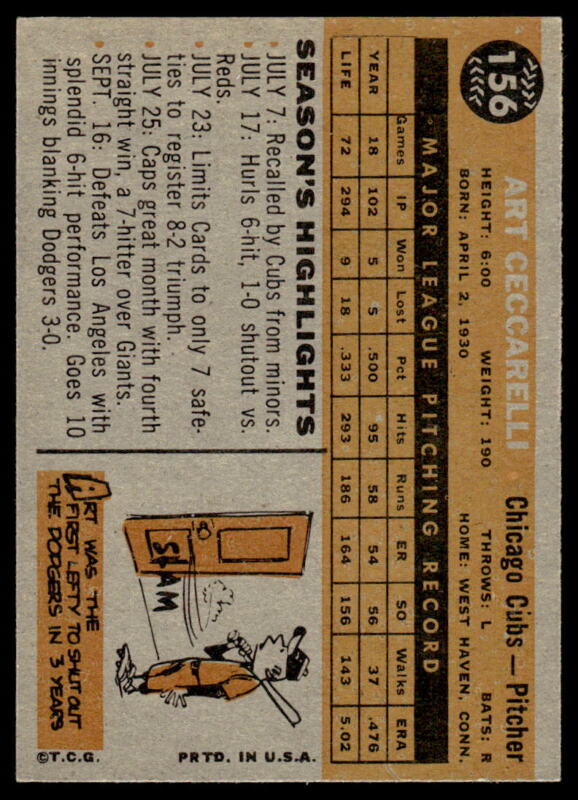 156
ART CECCARELLI
Chicago Cubs — Pitcher
HEIGHT: 6:00 WEIGHT: 190 THROWS: L BATS: R
BORN: APRIL 2, 1930 HOME: WEST HAVEN, CONN.
MAJOR LEAGUE PITCHING RECORD
Games IP Won Lost Pct Hits Runs ER SO Walks ERA
YEAR 18 102 5 5 .500 95 58 54 56 37 .476
LIFE 72 294 9 18 .333 293 186 164 156 143 5.02
SEASON'S HIGHLIGHTS
• JULY 7: Recalled by Cubs from minors.
• JULY 17: Hurls 6-hit, 1-0 shutout vs.
Reds.
• JULY 23: Limits Cards to only 7 safe-
ties to register 8-2 triumph.
• JULY 25: Caps great month with fourth
straight win, a 7-hitter over Giants.
• SEPT. 16: Defeats Los Angeles with
splendid 6-hit performance. Goes 10
innings blanking Dodgers 3-0.
SLAM
ART WAS THE
FIRST LEFTY TO SHUT OUT
THE DODGERS IN 3 YEARS
©T.C.G. PRTD. IN U.S.A.